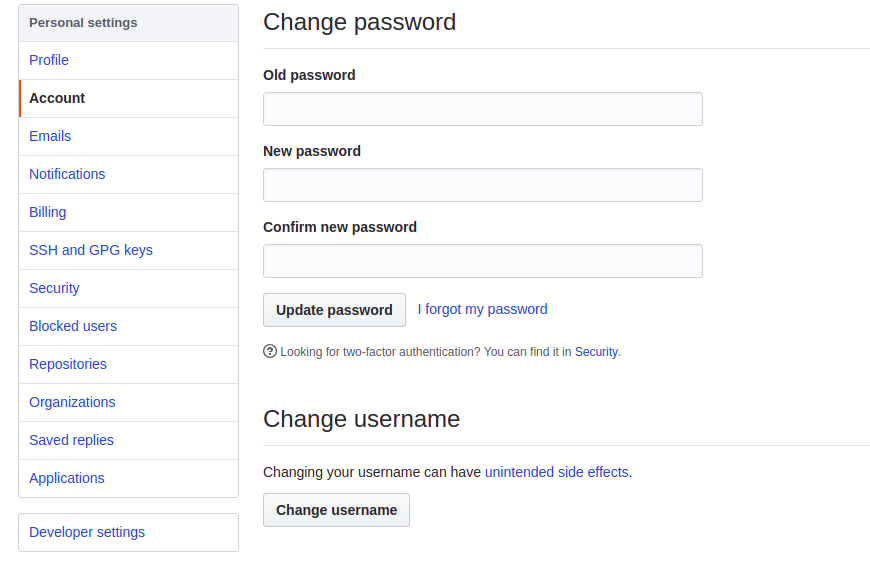 Personal settings
Profile
Account
Emails
Notifications
Billing
SSH and GPG keys
Security
Blocked users
Repositories
Organizations
Saved replies
Applications
Developer settings
Change password
Old password
New password
Confirm new password
Update password I forgot my password
Looking for two-factor authentication? You can find it in Security.
Change username
Changing your username can have unintended side effects.
Change username